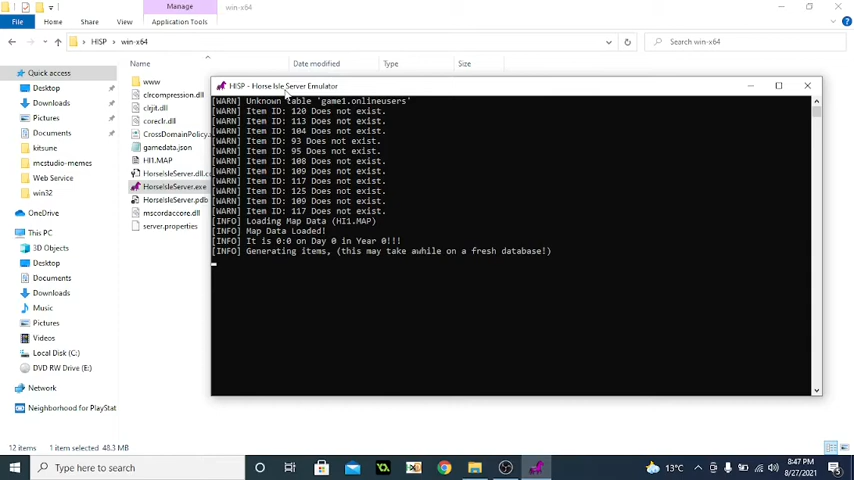 Manage
win-x64
File
Home
Share
View
Application Tools
HISP
win-x64
Search win-x64
Name
Date modified
Type
Size
Quick access
Desktop
Downloads
Pictures
Documents
kitsune
mcstudio-memes
Web Service
win32
OneDrive
This PC
3D Objects
Desktop
Documents
Downloads
Music
Pictures
Videos
Local Disk (C:)
DVD RW Drive (E:)
Network
Neighborhood for PlayStat
www
clrcompression.dll
clrjit.dll
coreclr.dll
CrossDomainPolicy.
gamedata.json
HI1.MAP
HorseIsleServer.dll.co
HorseIsleServer.exe
HorseIsleServer.pdb
mscordaccore.dll
server.properties
HISP - Horse Isle Server Emulator
[WARN] Unknown table 'game1.onlineusers'
[WARN] Item ID: 120 Does not exist.
[WARN] Item ID: 113 Does not exist.
[WARN] Item ID: 104 Does not exist.
[WARN] Item ID: 93 Does not exist.
[WARN] Item ID: 95 Does not exist.
[WARN] Item ID: 108 Does not exist.
[WARN] Item ID: 109 Does not exist.
[WARN] Item ID: 117 Does not exist.
[WARN] Item ID: 125 Does not exist.
[WARN] Item ID: 109 Does not exist.
[WARN] Item ID: 117 Does not exist.
[INFO] Loading Map Data (HI1.MAP)
[INFO] Map Data Loaded!
[INFO] It is 0:0 on Day 0 in Year 0!!!
[INFO] Generating items, (this may take awhile on a fresh database!)
12 items
1 item selected 48.3 MB
Type here to search
13°C
8:47 PM
8/27/2021
5